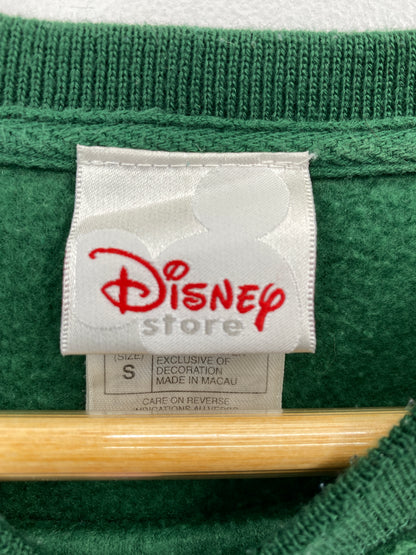 Disney
store
(SIZE)
S
EXCLUSIVE OF
DECORATION
MADE IN MACAU
CARE ON REVERSE